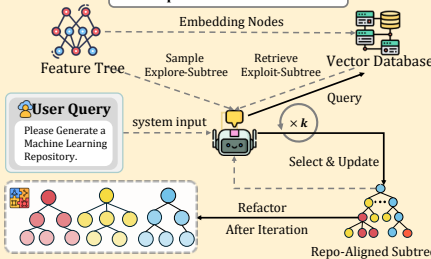 Embedding Nodes
Feature Tree
Sample
Explore-Subtree
Retrieve
Exploit-Subtree
Vector Database
Query
User Query
Please Generate a
Machine Learning
Repository.
system input
× k
Select & Update
Refactor
After Iteration
Repo-Aligned Subtree